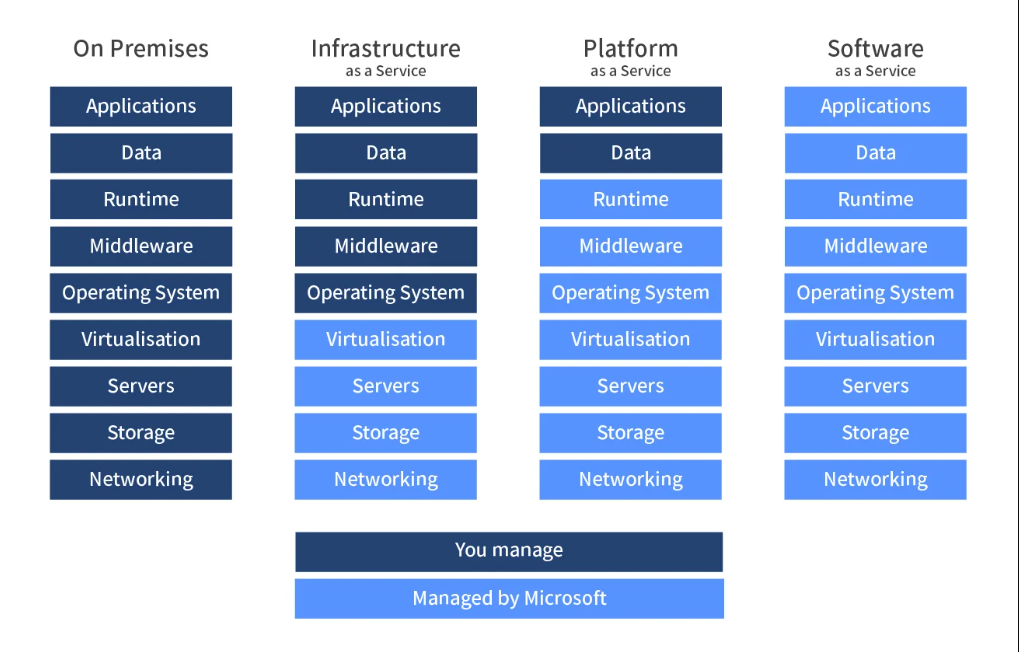 On Premises
Infrastructure
as a Service
Platform
as a Service
Software
as a Service
Applications
Applications
Applications
Applications
Data
Data
Data
Data
Runtime
Runtime
Runtime
Runtime
Middleware
Middleware
Middleware
Middleware
Operating System
Operating System
Operating System
Operating System
Virtualisation
Virtualisation
Virtualisation
Virtualisation
Servers
Servers
Servers
Servers
Storage
Storage
Storage
Storage
Networking
Networking
Networking
Networking
You manage
Managed by Microsoft